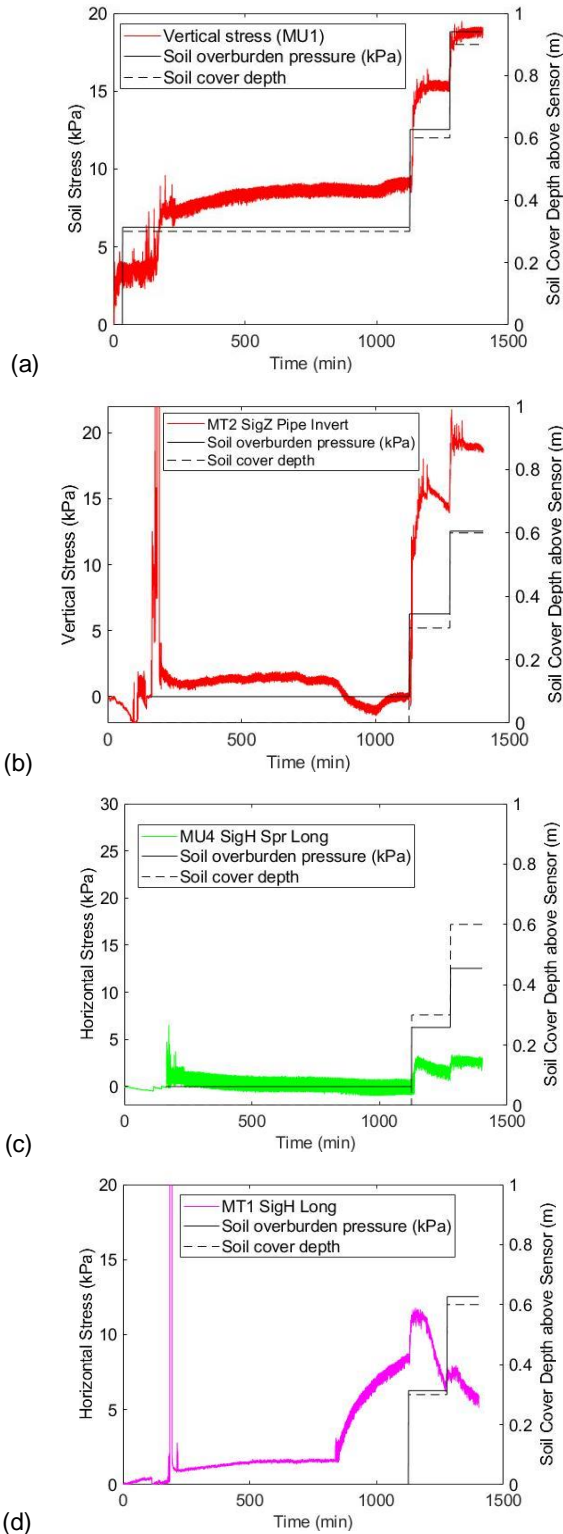 20
15
10
5
0
Soil Stress (kPa)
Vertical stress (MU1)
Soil overburden pressure (kPa)
Soil cover depth
1
0.8
0.6
0.4
0.2
0
Soil Cover Depth above Sensor (m)
0 500 1000 1500
Time (min)
(a)
20
15
10
5
0
Vertical Stress (kPa)
MT2 SigZ Pipe Invert
Soil overburden pressure (kPa)
Soil cover depth
1
0.8
0.6
0.4
0.2
0
Soil Cover Depth above Sensor (m)
0 500 1000 1500
Time (min)
(b)
30
25
20
15
10
5
0
Horizontal Stress (kPa)
MU4 SigH Spr Long
Soil overburden pressure (kPa)
Soil cover depth
1
0.8
0.6
0.4
0.2
0
Soil Cover Depth above Sensor (m)
0 500 1000 1500
Time (min)
(c)
20
15
10
5
0
Horizontal Stress (kPa)
MT1 SigH Long
Soil overburden pressure (kPa)
Soil cover depth
1
0.8
0.6
0.4
0.2
0
Soil Cover Depth above Sensor (m)
0 500 1000 1500
Time (min)
(d)